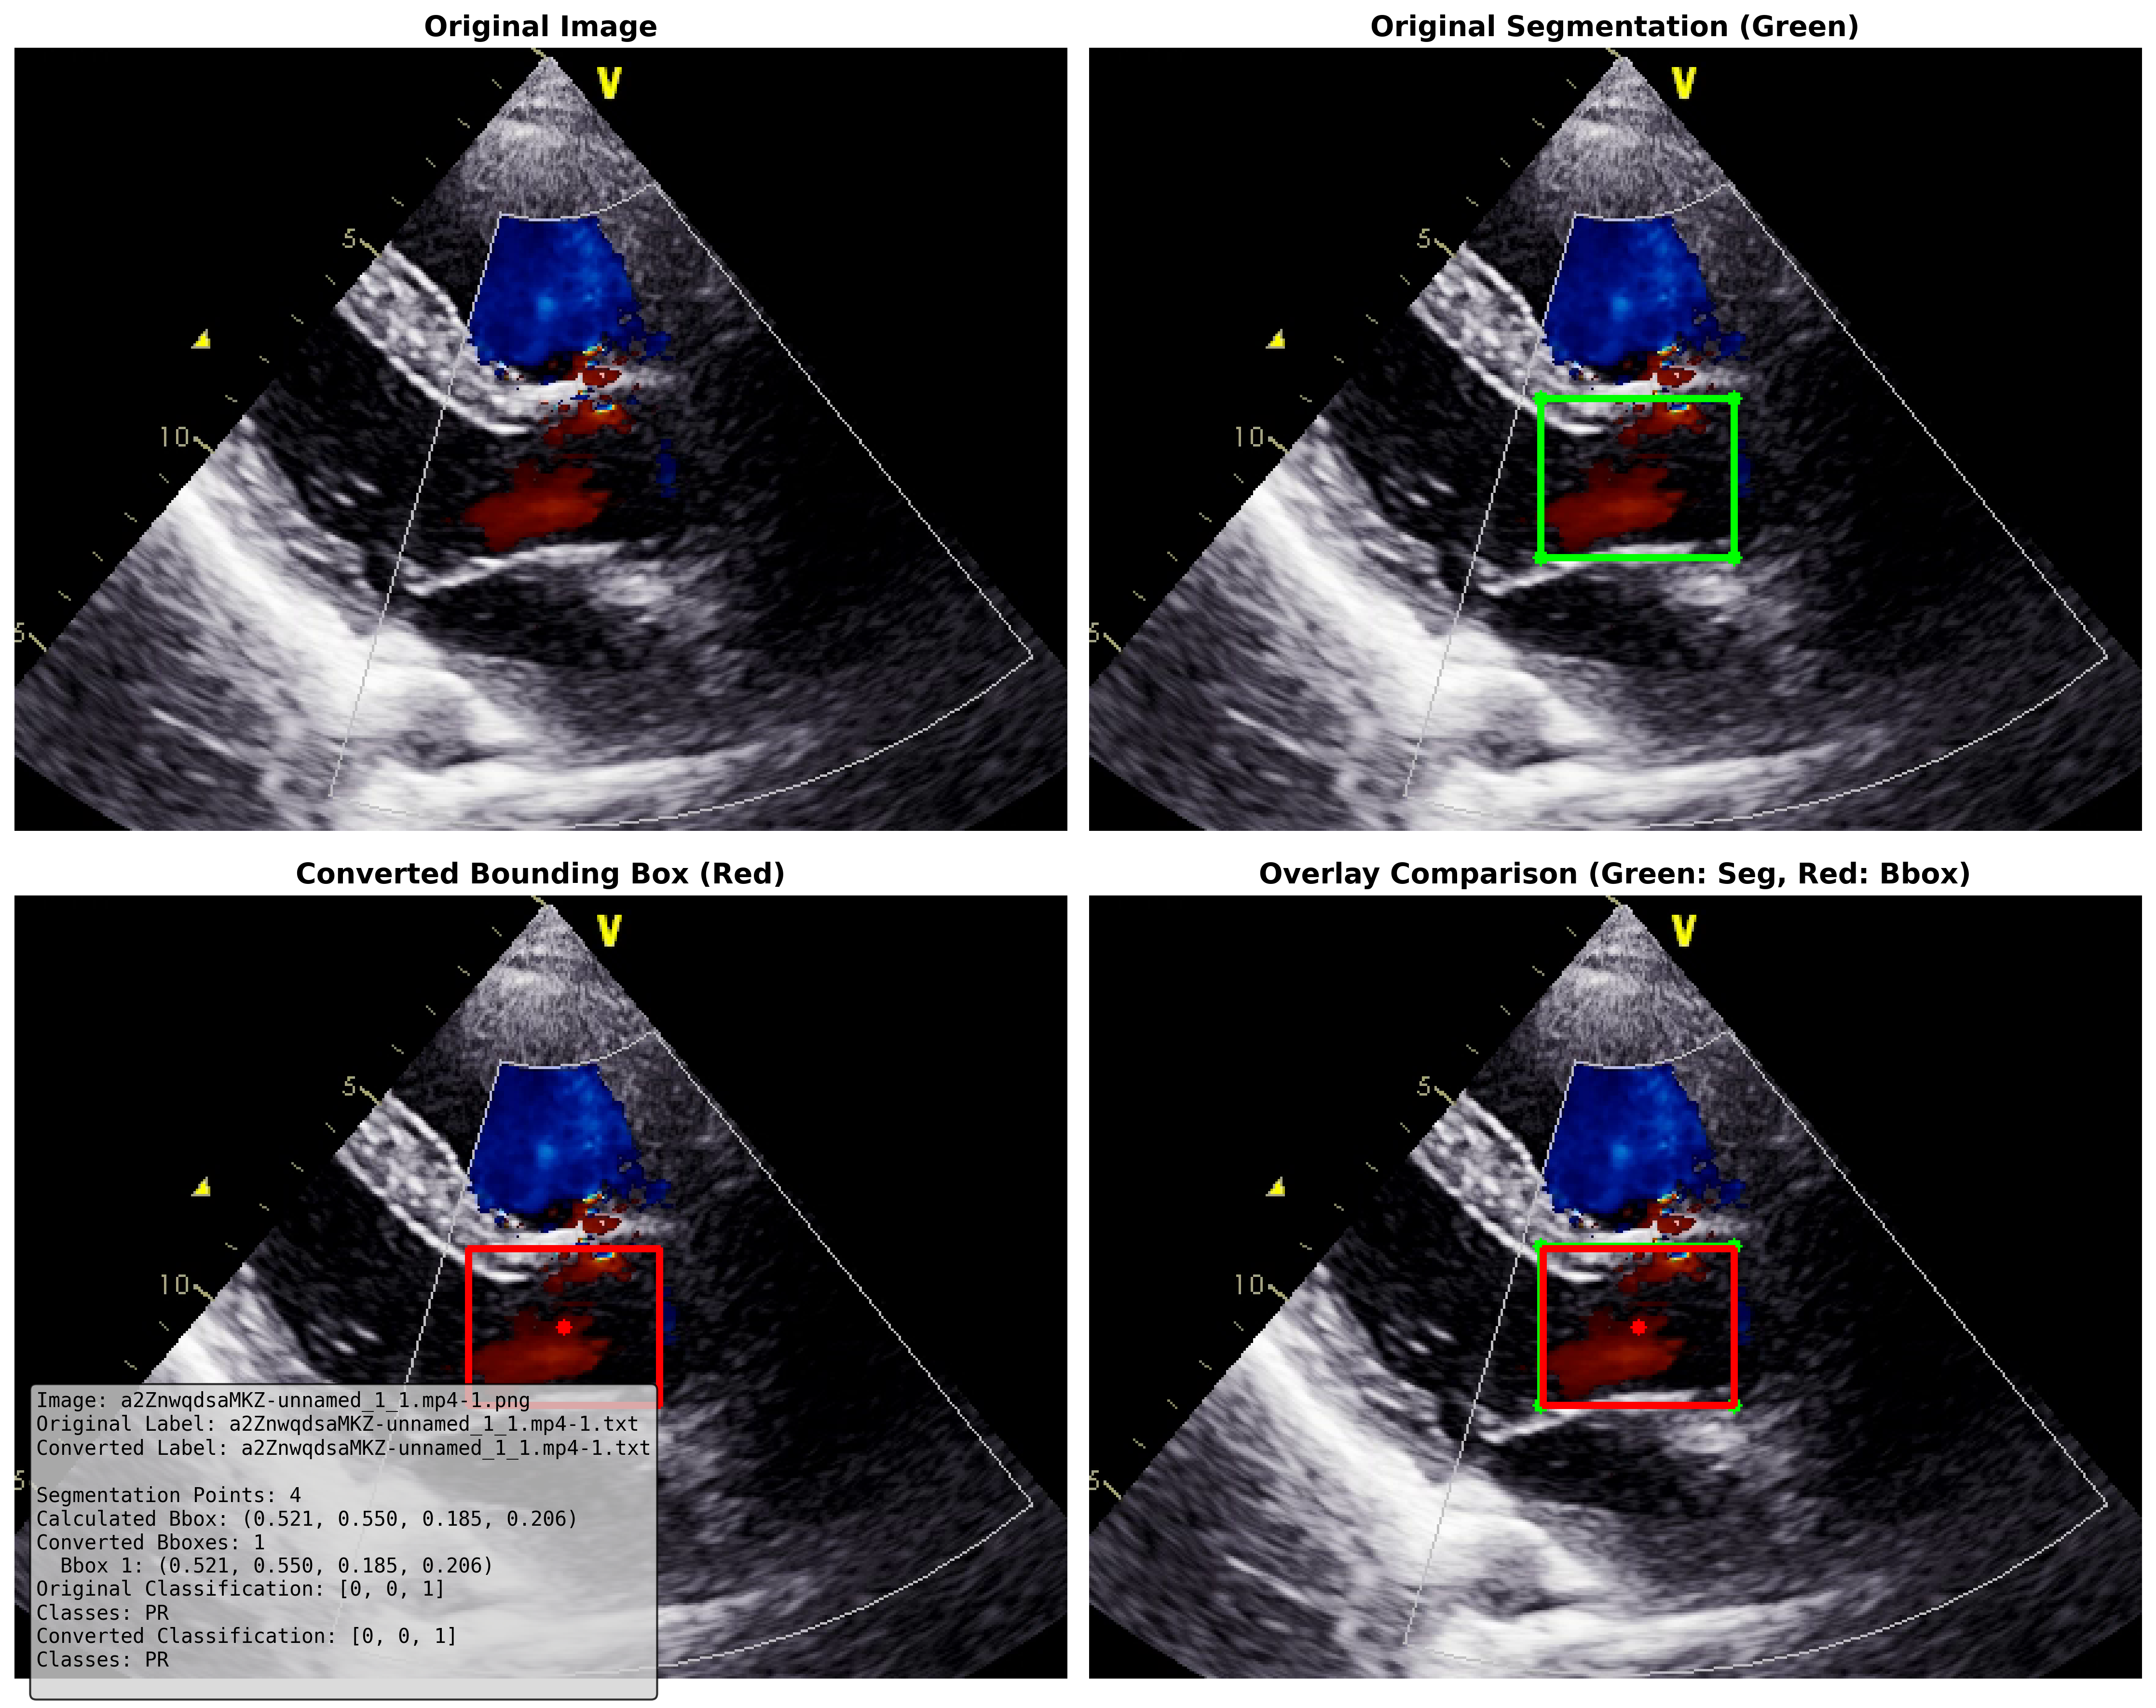 Original Image
Original Segmentation (Green)
V
5
10
5
V
5
10
5
Converted Bounding Box (Red)
Overlay Comparison (Green: Seg, Red: Bbox)
V
5
10
5
V
5
10
5
Image: a2ZnwqdsaMKZ-unnamed_1_1.mp4-1.png
Original Label: a2ZnwqdsaMKZ-unnamed_1_1.mp4-1.txt
Converted Label: a2ZnwqdsaMKZ-unnamed_1_1.mp4-1.txt
Segmentation Points: 4
Calculated Bbox: (0.521, 0.550, 0.185, 0.206)
Converted Bboxes: 1
Bbox 1: (0.521, 0.550, 0.185, 0.206)
Original Classification: [0, 0, 1]
Classes: PR
Converted Classification: [0, 0, 1]
Classes: PR